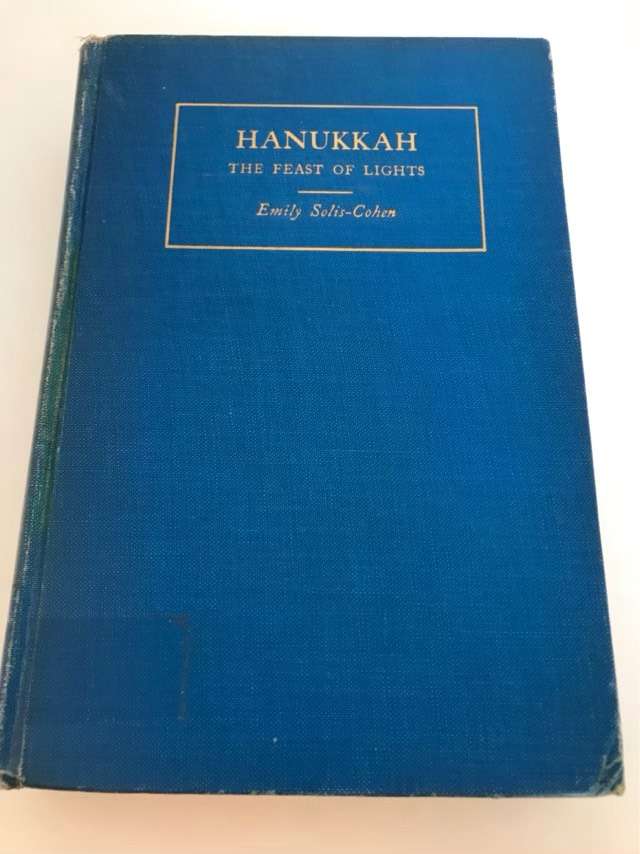 HANUKKAH
THE FEAST OF LIGHTS
Emily Solis-Cohen